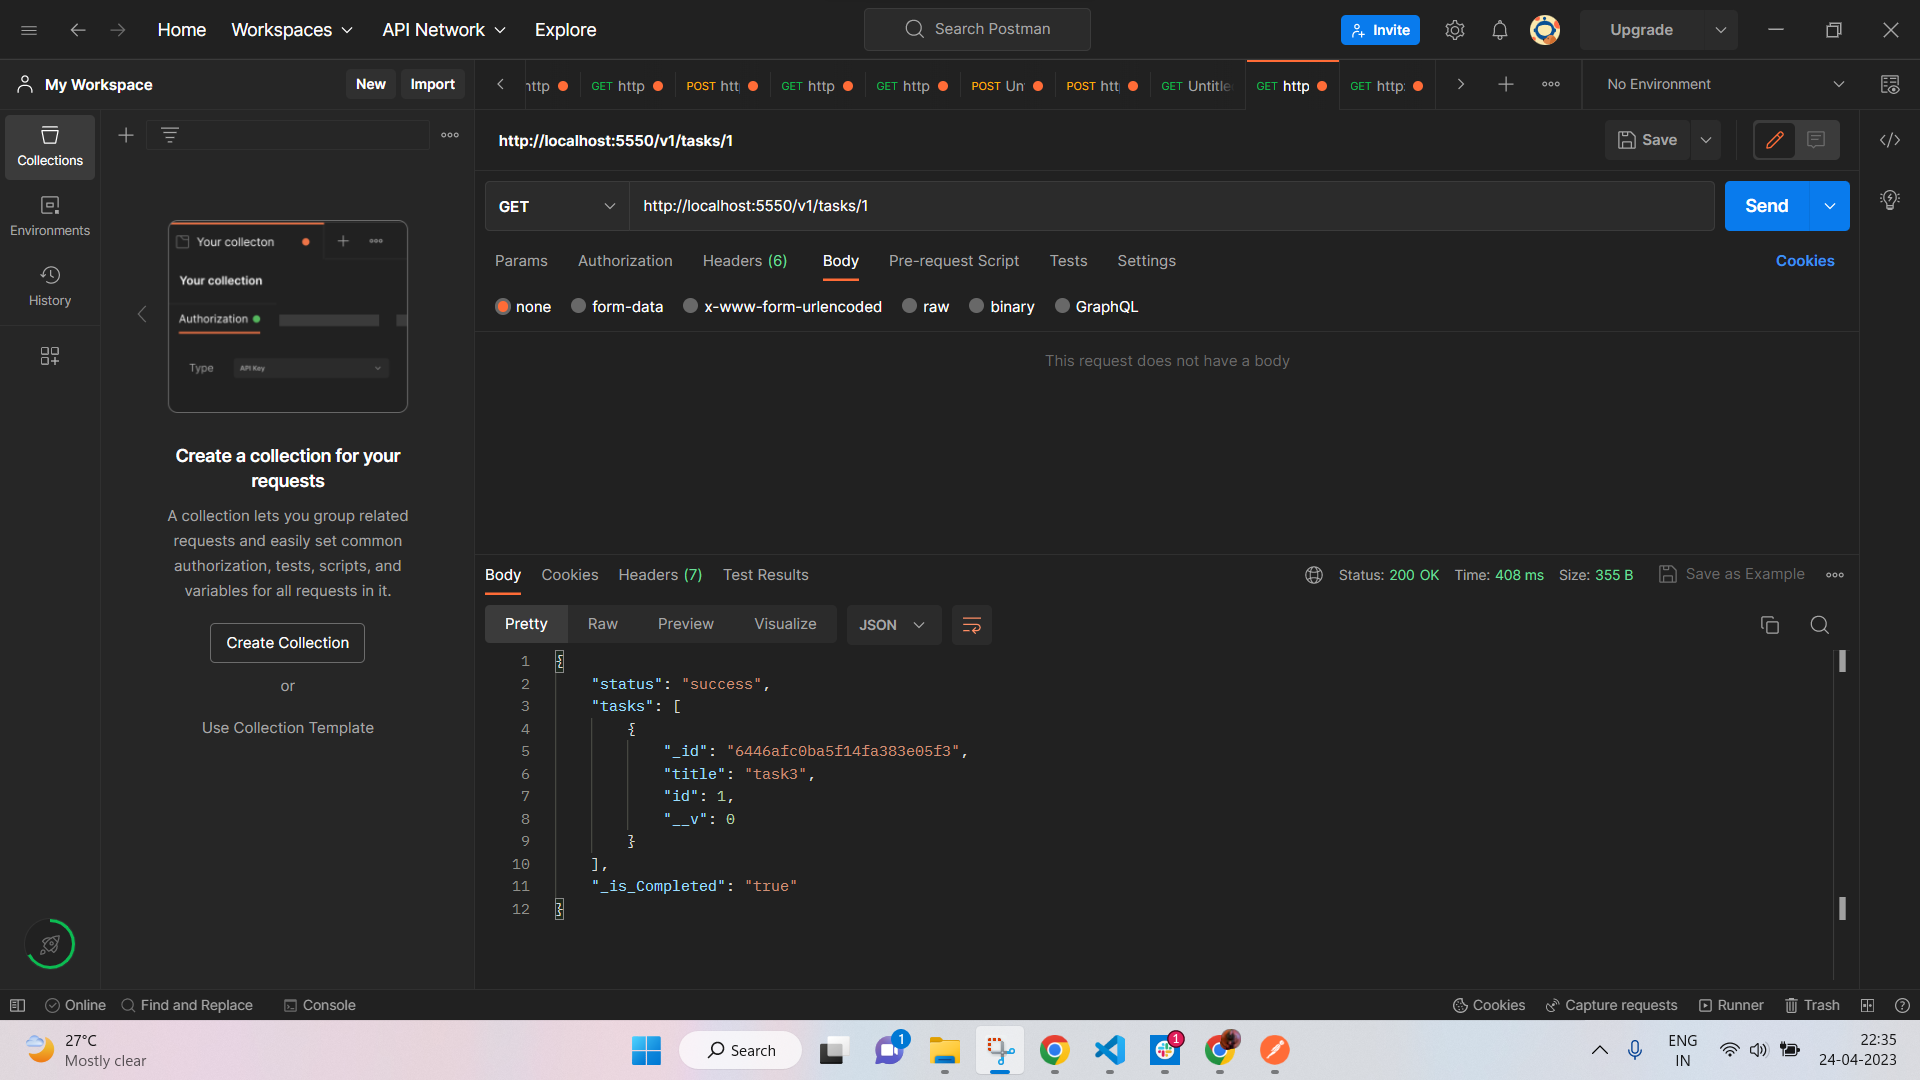 Home
Workspaces
API Network
Explore
Search Postman
Invite
Upgrade
My Workspace
New
Import
http
GET http
POST htt
GET http
GET http
POST Un
POST htt
GET Untitle
GET http
GET http:
No Environment
Collections
Environments
History
Your collecton
Your collection
Authorization
Type
API Key
Create a collection for your
requests
A collection lets you group related
requests and easily set common
authorization, tests, scripts, and
variables for all requests in it.
Create Collection
or
Use Collection Template
http://localhost:5550/v1/tasks/1
Save
GET
http://localhost:5550/v1/tasks/1
Send
Params
Authorization
Headers (6)
Body
Pre-request Script
Tests
Settings
Cookies
none
form-data
x-www-form-urlencoded
raw
binary
GraphQL
This request does not have a body
Body
Cookies
Headers (7)
Test Results
Status: 200 OK
Time: 408 ms
Size: 355 B
Save as Example
Pretty
Raw
Preview
Visualize
JSON
1 {
2 "status": "success",
3 "tasks": [
4 {
5 "_id": "6446afc0ba5f14fa383e05f3",
6 "title": "task3",
7 "id": 1,
8 "__v": 0
9 }
10 ],
11 "_is_Completed": "true"
12 }
Online
Find and Replace
Console
Cookies
Capture requests
Runner
Trash
27°C
Mostly clear
Search
1
1
ENG
IN
22:35
24-04-2023